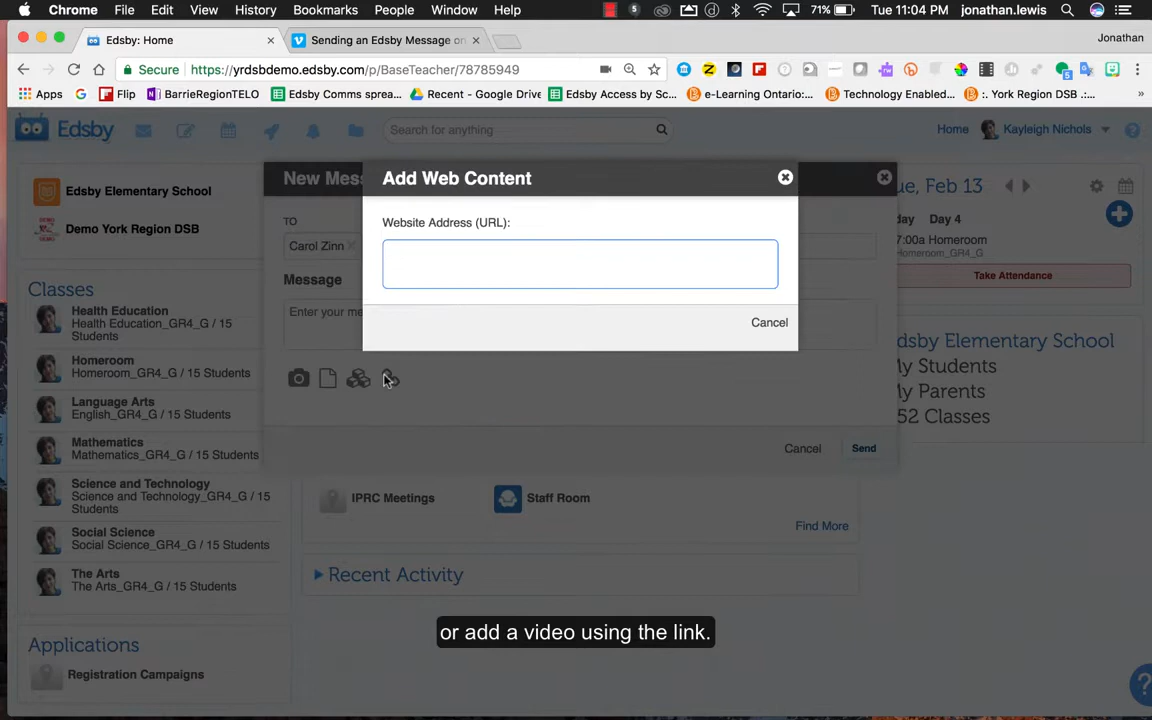 Chrome File Edit View History Bookmarks People Window Help 71% Tue 11:04 PM jonathan.lewis
Edsby: Home Sending an Edsby Message on Jonathan
Secure https://yrdsbdemo.edsby.com/p/BaseTeacher/78785949
Apps Flip BarrieRegionTELO Edsby Comms sprea... Recent - Google Drive Edsby Access by Sc... e-Learning Ontario:... Technology Enabled... :. York Region DSB .:... »
Edsby Search for anything Home Kayleigh Nichols
Edsby Elementary School
Demo York Region DSB
Classes
Health Education
Health Education_GR4_G / 15
Students
Homeroom
Homeroom_GR4_G / 15 Students
Language Arts
English_GR4_G / 15 Students
Mathematics
Mathematics_GR4_G / 15 Students
Science and Technology
Science and Technology_GR4_G / 15
Students
Social Science
Social Science_GR4_G / 15 Students
The Arts
The Arts_GR4_G / 15 Students
Applications
Registration Campaigns
New Mess
TO
Carol Zinn
Message
Enter your me
Cancel Send
Add Web Content
Website Address (URL):
Cancel
IPRC Meetings Staff Room
Find More
Recent Activity
ue, Feb 13
day Day 4
:00a Homeroom
Homeroom_GR4_G
Take Attendance
dsby Elementary School
My Students
My Parents
52 Classes
or add a video using the link.